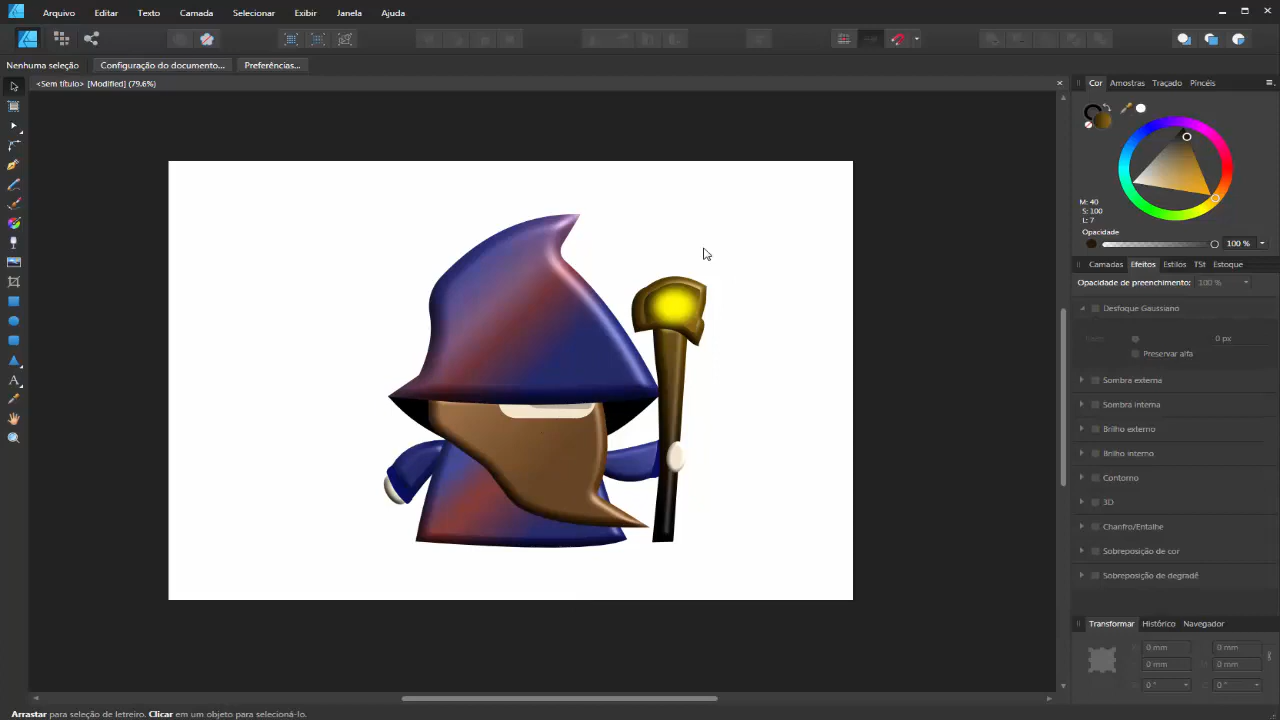 Arquivo Editar Texto Camada Selecionar Exibir Janela Ajuda
Nenhuma seleção Configuração do documento... Preferências...
<Sem título> [Modified] (79.6%)
Cor Amostras Traçado Pincéis
M: 40
S: 100
L: 7
Opacidade
100 %
Camadas Efeitos Estilos TSt Estoque
Opacidade de preenchimento: 100 %
Desfoque Gaussiano
0 px
Preservar alfa
Sombra externa
Sombra interna
Brilho externo
Brilho interno
Contorno
3D
Chanfro/Entalhe
Sobreposição de cor
Sobreposição de degradê
Transformar Histórico Navegador
0 mm 0 mm
0 mm 0 mm
0 ° 0 °
Arrastar para seleção de letreiro. Clicar em um objeto para selecioná-lo.